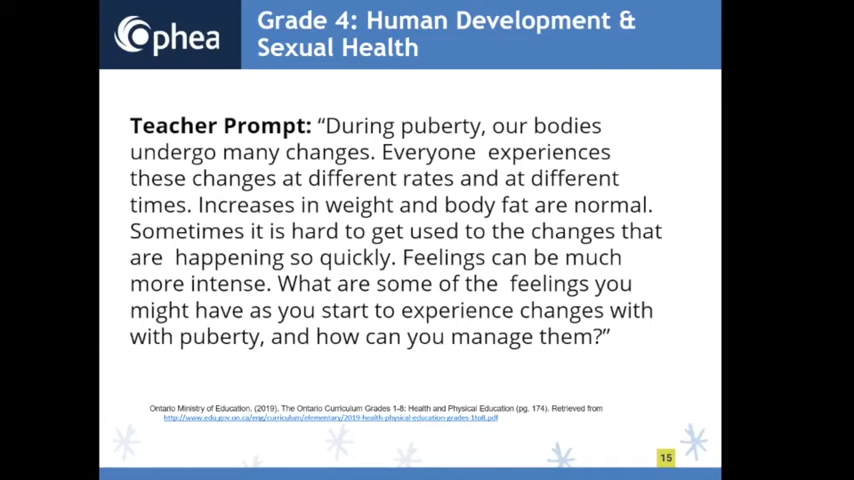 Ophea
Grade 4: Human Development &
Sexual Health
Teacher Prompt: “During puberty, our bodies
undergo many changes. Everyone experiences
these changes at different rates and at different
times. Increases in weight and body fat are normal.
Sometimes it is hard to get used to the changes that
are happening so quickly. Feelings can be much
more intense. What are some of the feelings you
might have as you start to experience changes with
with puberty, and how can you manage them?”
Ontario Ministry of Education. (2019). The Ontario Curriculum Grades 1-8: Health and Physical Education (pg. 174). Retrieved from
http://www.edu.gov.on.ca/eng/curriculum/elementary/2019-health-physical-education-grades-1to8.pdf
15